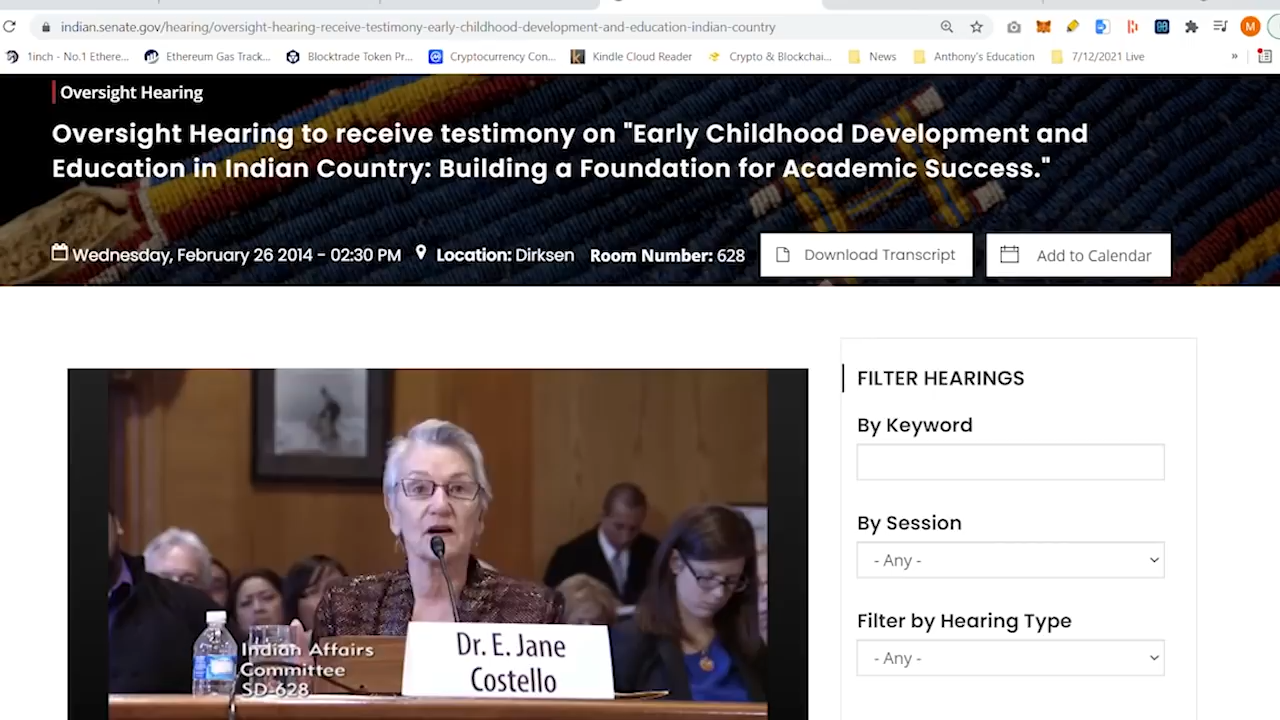 indian.senate.gov/hearing/oversight-hearing-receive-testimony-early-childhood-development-and-education-indian-country
M
1inch - No.1 Ethere...
Ethereum Gas Track...
Blocktrade Token Pr...
Cryptocurrency Con...
Kindle Cloud Reader
Crypto & Blockchai...
News
Anthony's Education
7/12/2021 Live
»
Oversight Hearing
Oversight Hearing to receive testimony on "Early Childhood Development and
Education in Indian Country: Building a Foundation for Academic Success."
Wednesday, February 26 2014 - 02:30 PM Location: Dirksen Room Number: 628
Download Transcript
Add to Calendar
FILTER HEARINGS
By Keyword
By Session
- Any -
Filter by Hearing Type
- Any -
Indian Affairs
Committee
SD-628
Dr. E. Jane
Costello